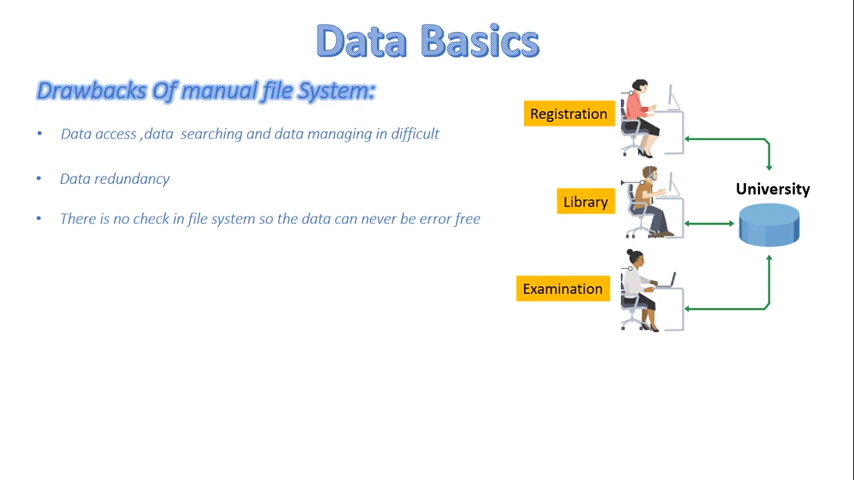 Data Basics
Drawbacks Of manual file System:
• Data access ,data searching and data managing in difficult
• Data redundancy
• There is no check in file system so the data can never be error free
Registration
Library
University
Examination